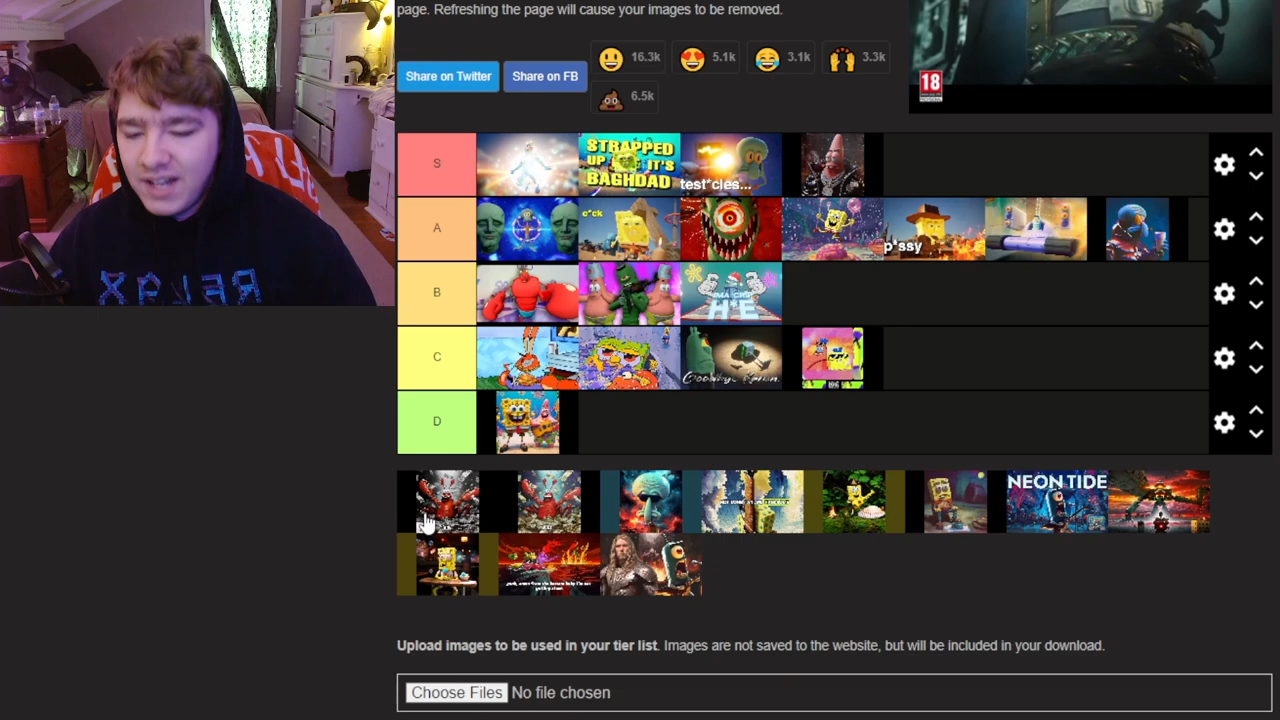 page. Refreshing the page will cause your images to be removed.
Share on Twitter
Share on FB
16.3k
5.1k
3.1k
3.3k
6.5k
18
S
STRAPPED
UP IT'S
BAGHDAD
test*cles...
A
c*ck
p*ssy
B
C
D
NEON TIDE
Upload images to be used in your tier list. Images are not saved to the website, but will be included in your download.
Choose Files No file chosen